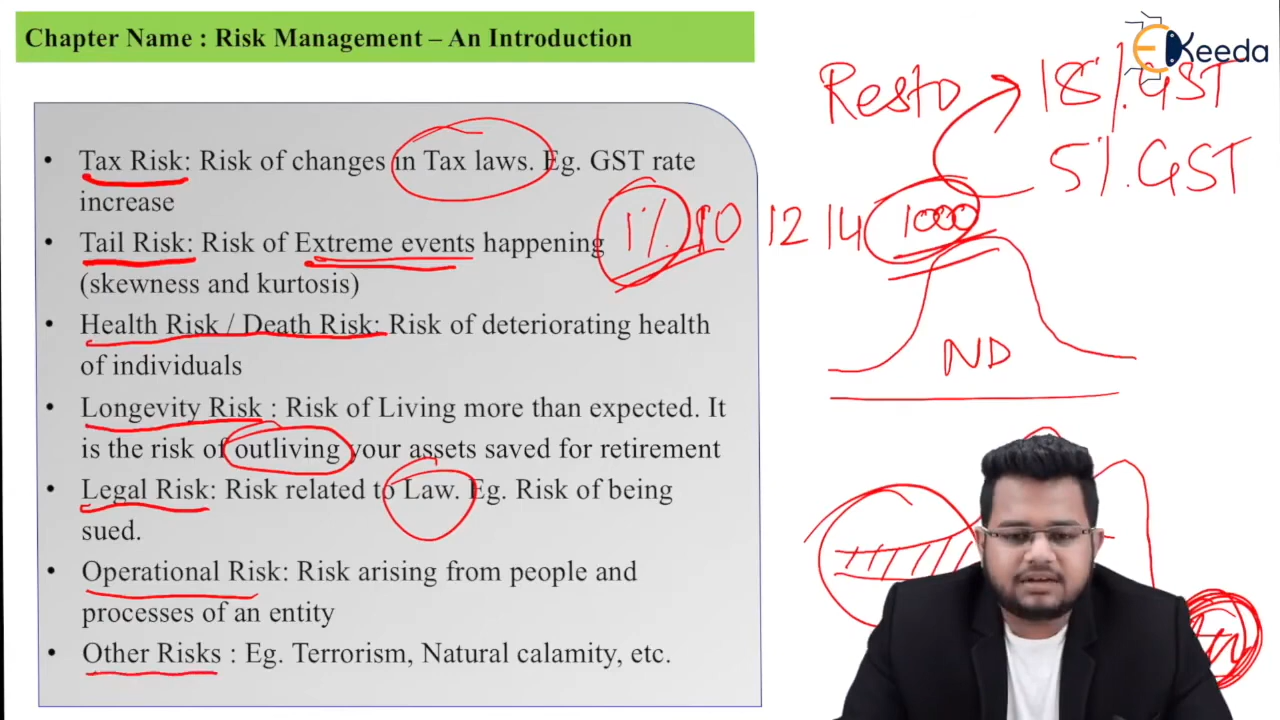 Chapter Name : Risk Management – An Introduction
EKeeda
Resto 18% GST
5% GST
• Tax Risk: Risk of changes in Tax laws. Eg. GST rate
increase
• Tail Risk: Risk of Extreme events happening
(skewness and kurtosis)
1% 10 12 14 1000
ND
• Health Risk / Death Risk: Risk of deteriorating health
of individuals
• Longevity Risk : Risk of Living more than expected. It
is the risk of outliving your assets saved for retirement
• Legal Risk: Risk related to Law. Eg. Risk of being
sued.
• Operational Risk: Risk arising from people and
processes of an entity
• Other Risks : Eg. Terrorism, Natural calamity, etc.